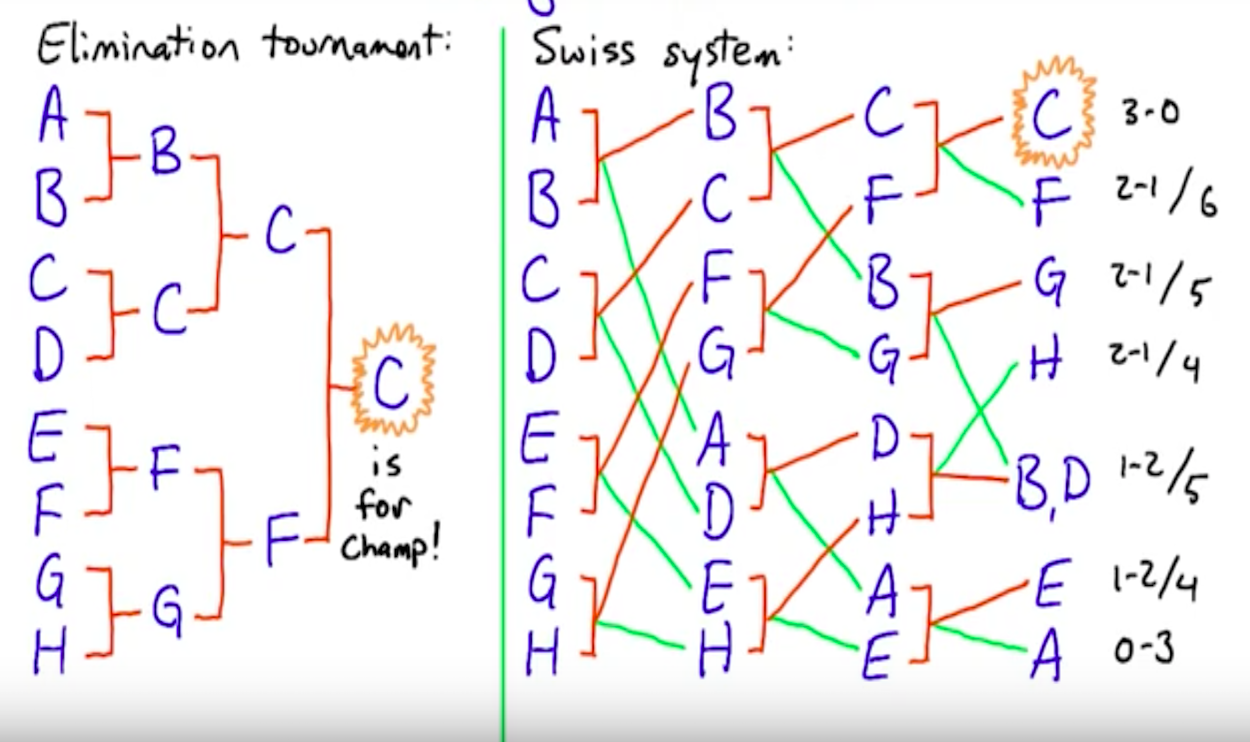 Elimination tournament:
A
B
C
D
E
F
G
H
B
C
F
G
C
F
C
is
for
Champ!
Swiss system:
A
B
C
D
E
F
G
H
B
C
F
G
A
D
E
H
C
F
B
G
D
H
A
E
C 3-0
F 2-1/6
G 2-1/5
H 2-1/4
B,D 1-2/5
E 1-2/4
A 0-3